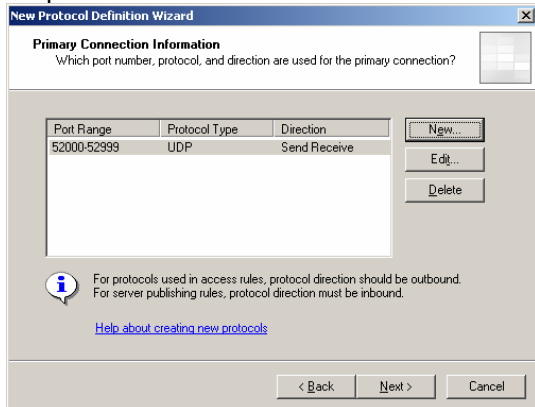 New Protocol Definition Wizard
Primary Connection Information
Which port number, protocol, and direction are used for the primary connection?
Port Range Protocol Type Direction
52000-52999 UDP Send Receive
New...
Edit...
Delete
For protocols used in access rules, protocol direction should be outbound.
For server publishing rules, protocol direction must be inbound.
Help about creating new protocols
< Back Next > Cancel